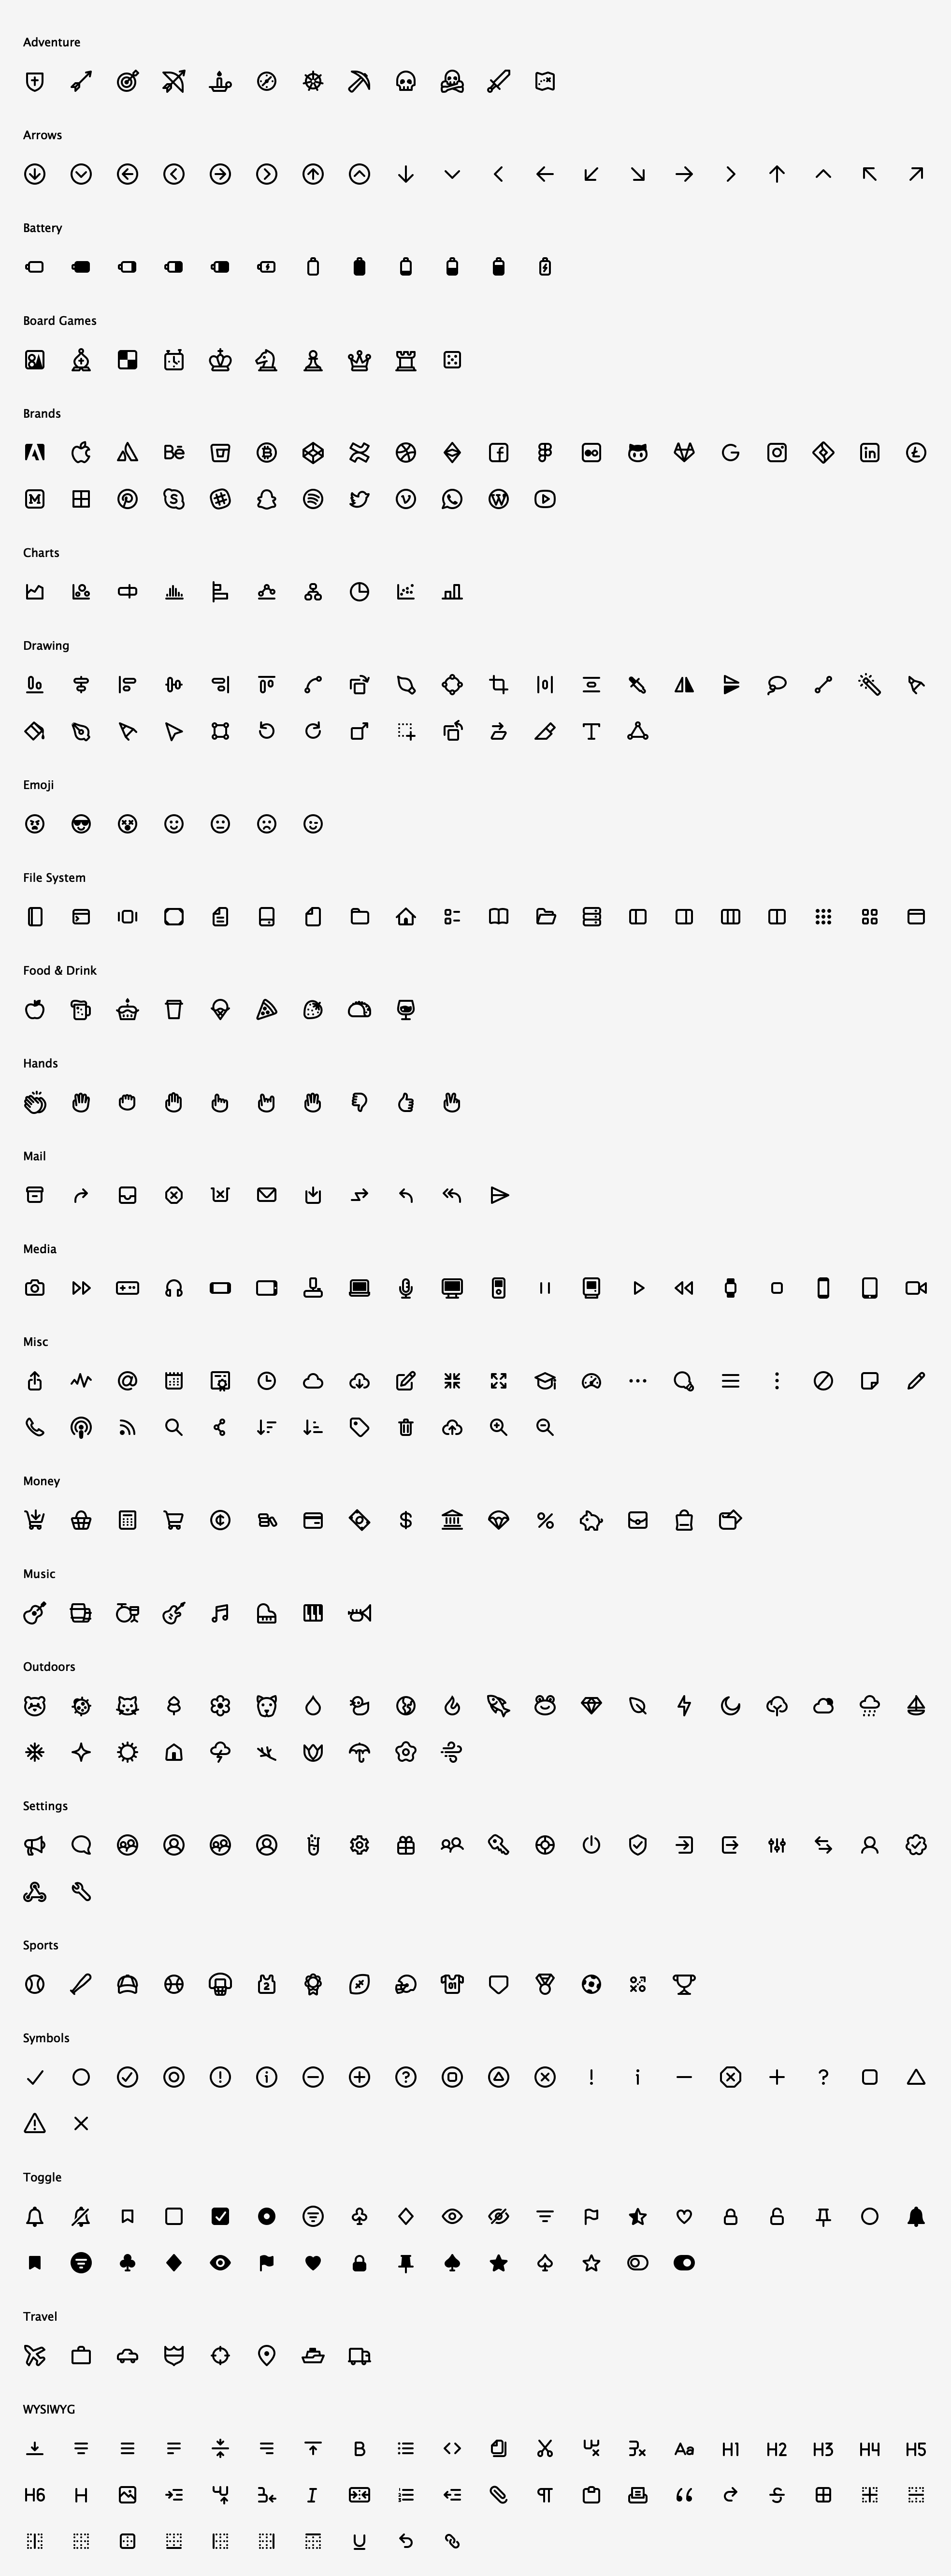 Adventure
Arrows
Battery
Board Games
Brands
Charts
Drawing
Emoji
File System
Food & Drink
Hands
Mail
Media
Misc
Money
Music
Outdoors
Settings
Sports
Symbols
Toggle
Travel
WYSIWYG
B Aa H1 H2 H3 H4 H5
H6 H I
U